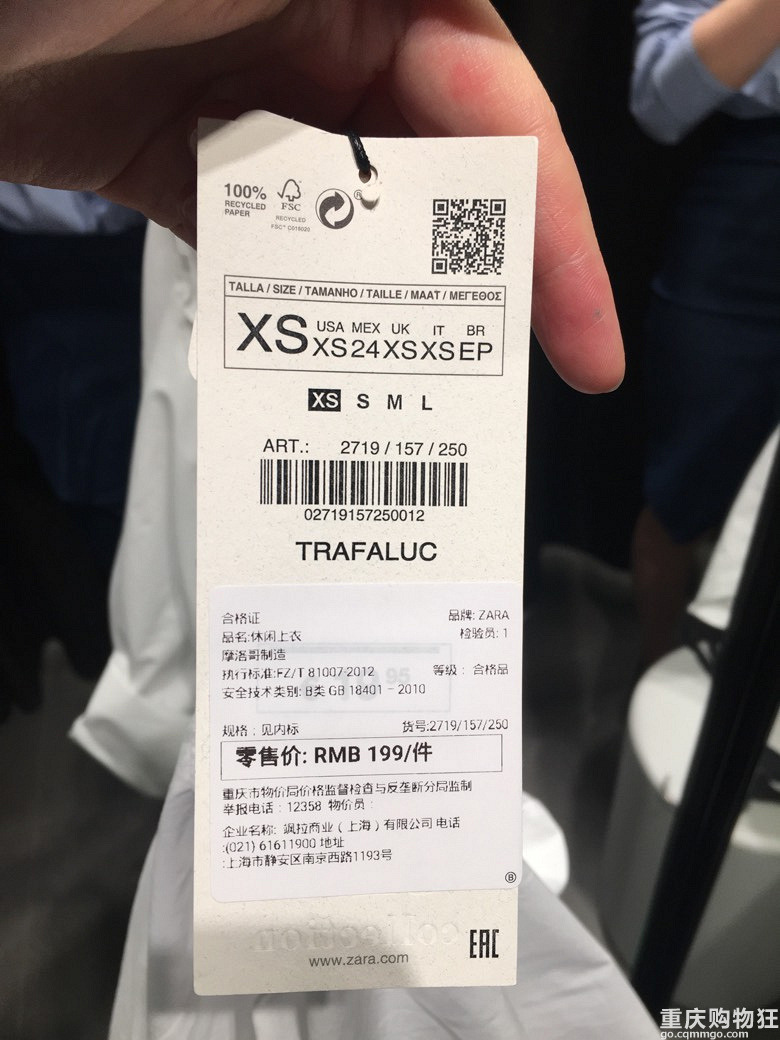 100%
RECYCLED
PAPER
FSC
RECYCLED
FSC® C016020
®
TALLA / SIZE / TAMANHO / TAILLE / MAAT / ΜΕΓΕΘΟΣ
XS USA MEX UK IT BR
XS 24 XS XS EP
XS S M L
ART.: 2719 / 157 / 250
02719157250012
TRAFALUC
合格证 品牌: ZARA
品名:休闲上衣 检验员: 1
摩洛哥制造
执行标准:FZ/T 81007-2012 等级： 合格品
安全技术类别: B类 GB 18401 - 2010
95
规格：见内标 货号:2719/157/250
零售价: RMB 199/件
重庆市物价局价格监督检查与反垄断分局监制
举报电话：12358 物价员：
企业名称: 飒拉商业（上海）有限公司 电话
:(021) 61611900 地址
:上海市静安区南京西路1193号
®
collection
www.zara.com
EAC
重庆购物狂
go.cqmmgo.com